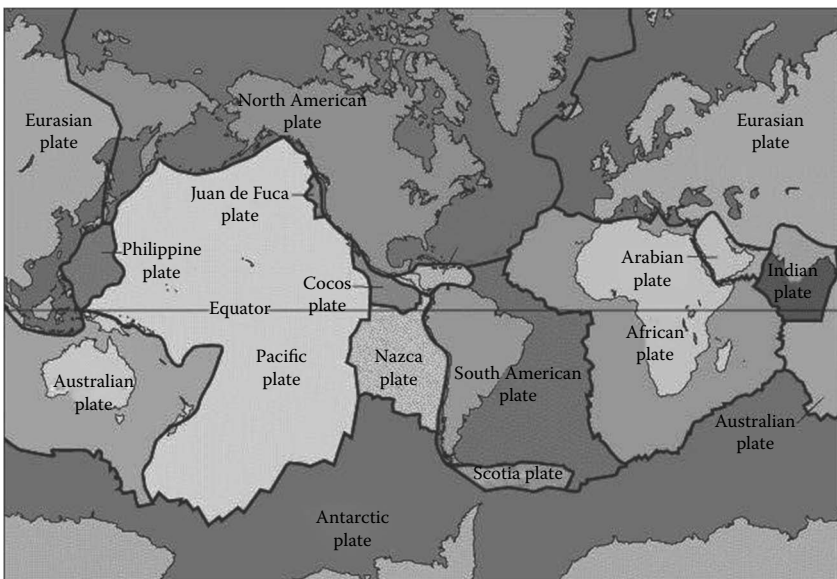 North American
plate
Eurasian
plate
Eurasian
plate
Juan de Fuca
plate
Philippine
plate
Arabian
plate
Indian
plate
Cocos
plate
Equator
African
plate
Pacific
plate
Nazca
plate
South American
plate
Australian
plate
Australian
plate
Scotia plate
Antarctic
plate